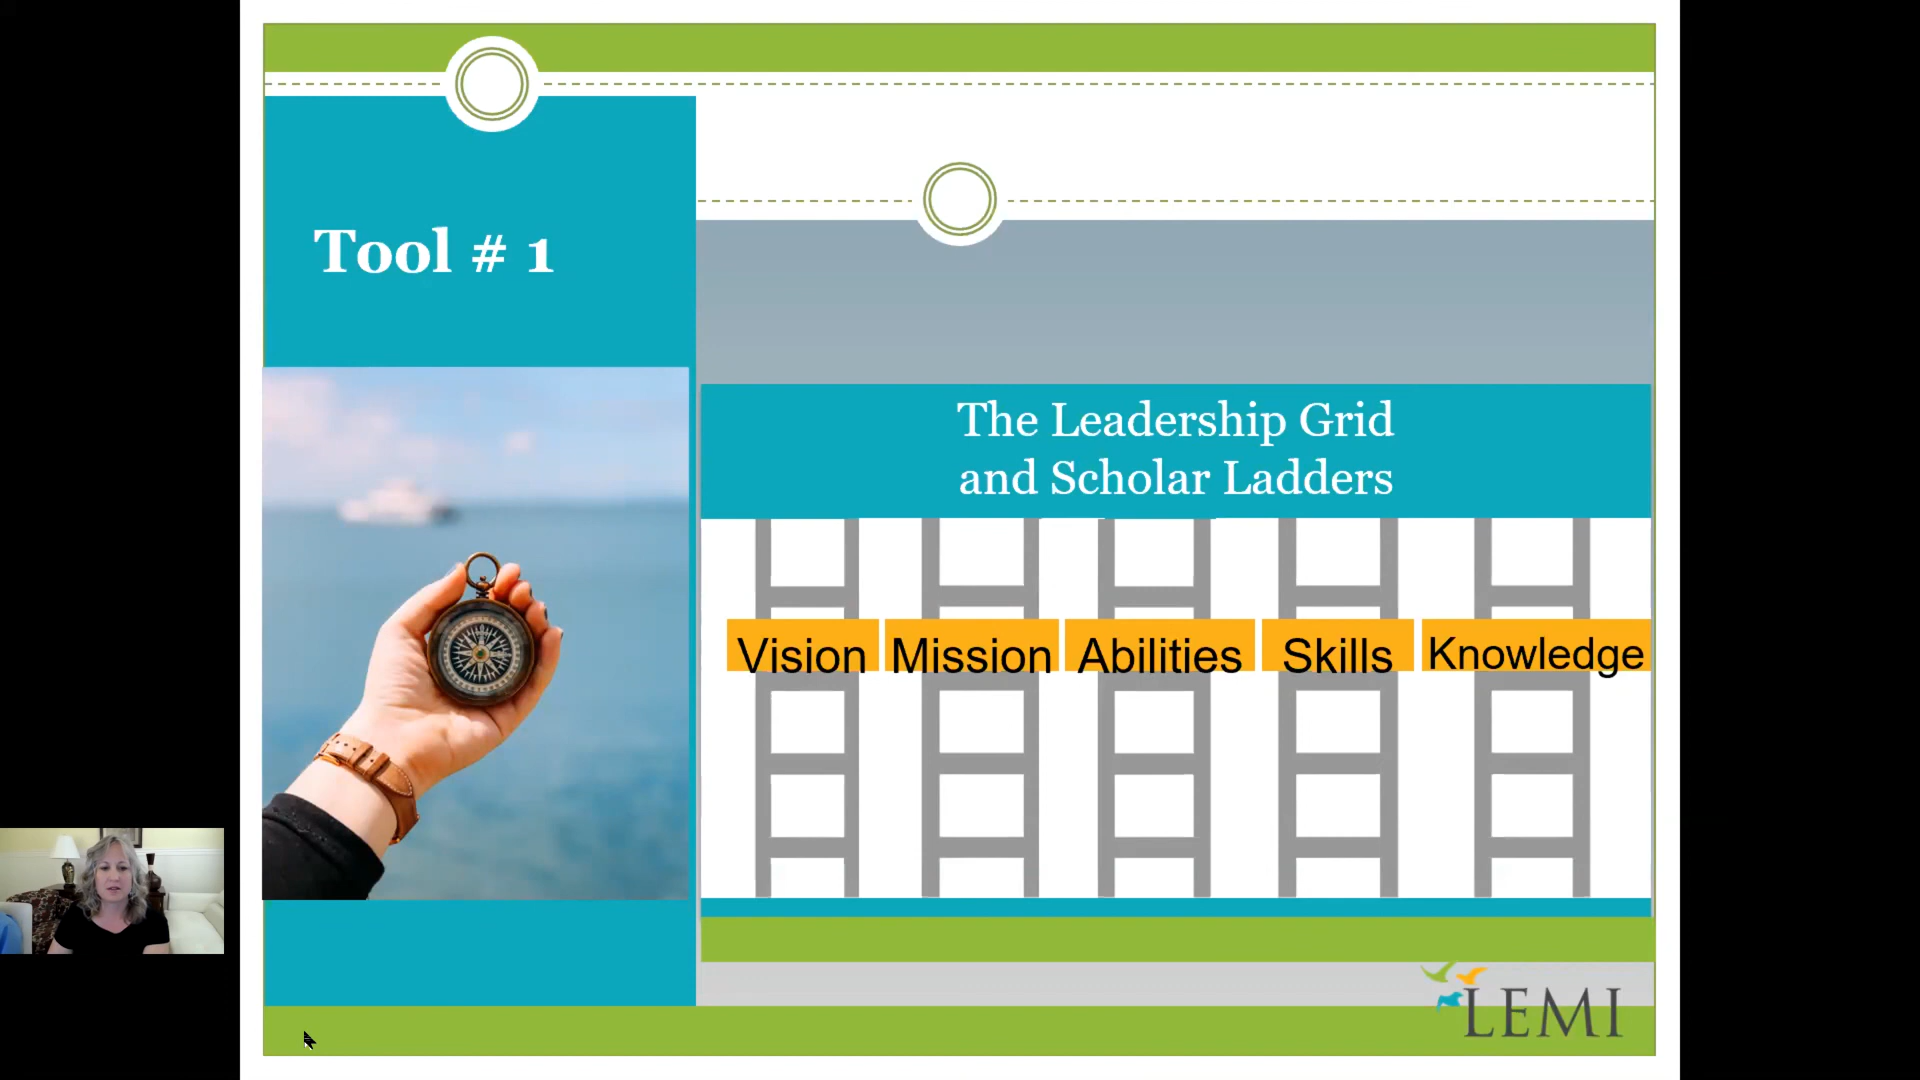 Tool # 1
The Leadership Grid
and Scholar Ladders
Vision Mission Abilities Skills Knowledge
LEMI